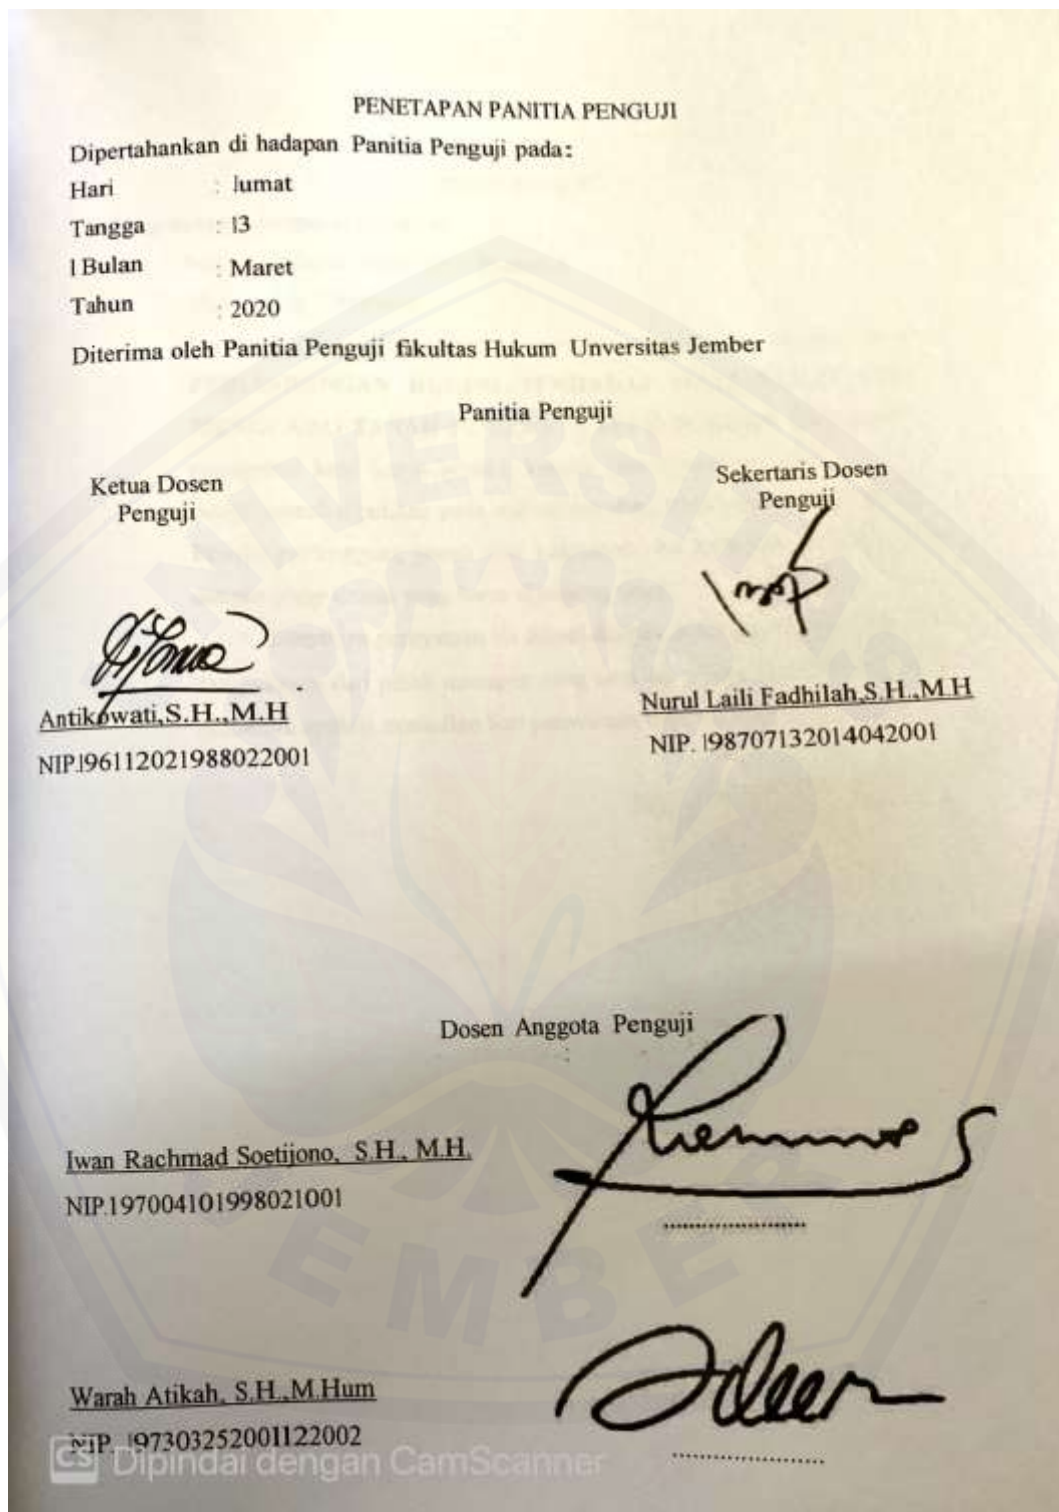 PENETAPAN PANITIA PENGUJI
Dipertahankan di hadapan Panitia Penguji pada:
Hari : Jumat
Tangga : 13
l Bulan : Maret
Tahun : 2020
Diterima oleh Panitia Penguji fakultas Hukum Unversitas Jember
Panitia Penguji
Ketua Dosen
Penguji
Sekertaris Dosen
Penguji
Antikowati,S.H.,M.H
NIP.196112021988022001
Nurul Laili Fadhilah,S.H.,M.H
NIP. 198707132014042001
Dosen Anggota Penguji
Iwan Rachmad Soetijono, S.H., M.H.
NIP.197004101998021001
Warah Atikah, S.H.,M.Hum
NIP. 197303252001122002
CS Dipindai dengan CamScanner